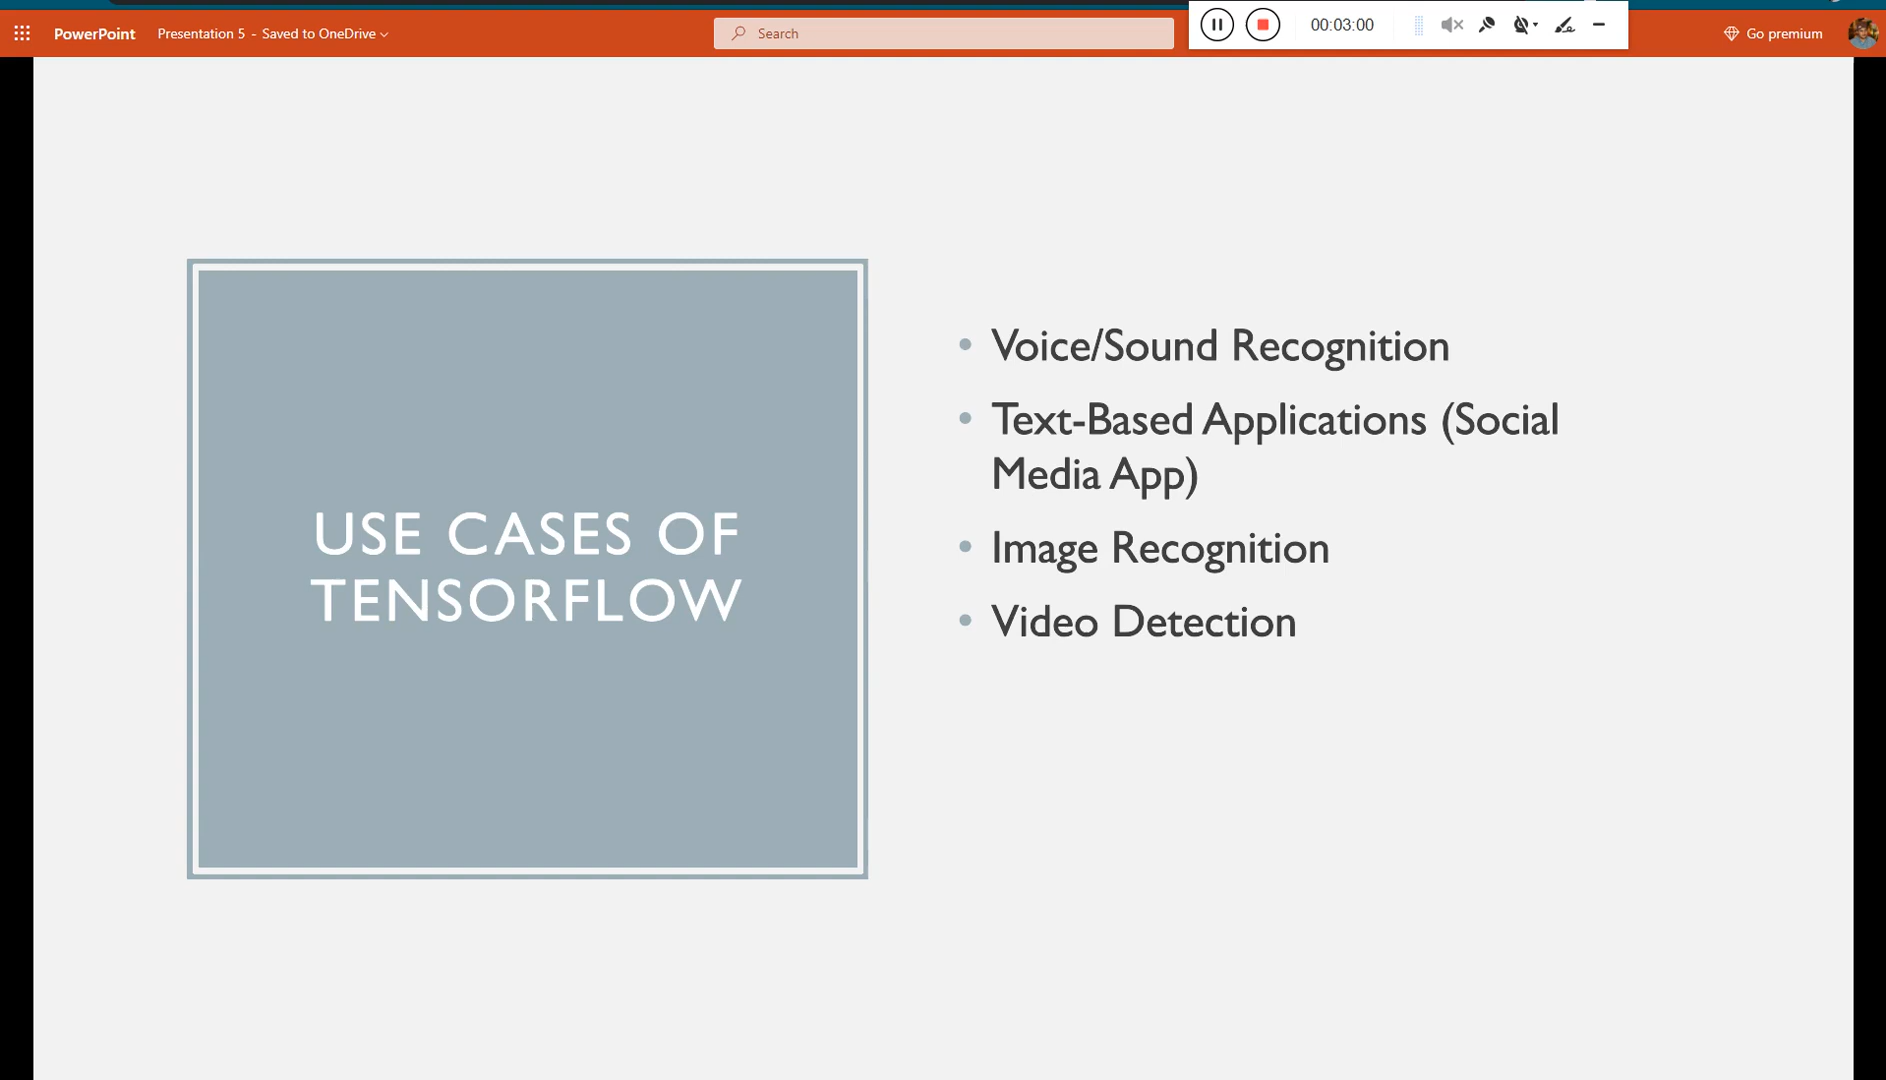 PowerPoint Presentation 5 - Saved to OneDrive Search 00:03:00 Go premium
USE CASES OF
TENSORFLOW
• Voice/Sound Recognition
• Text-Based Applications (Social
Media App)
• Image Recognition
• Video Detection